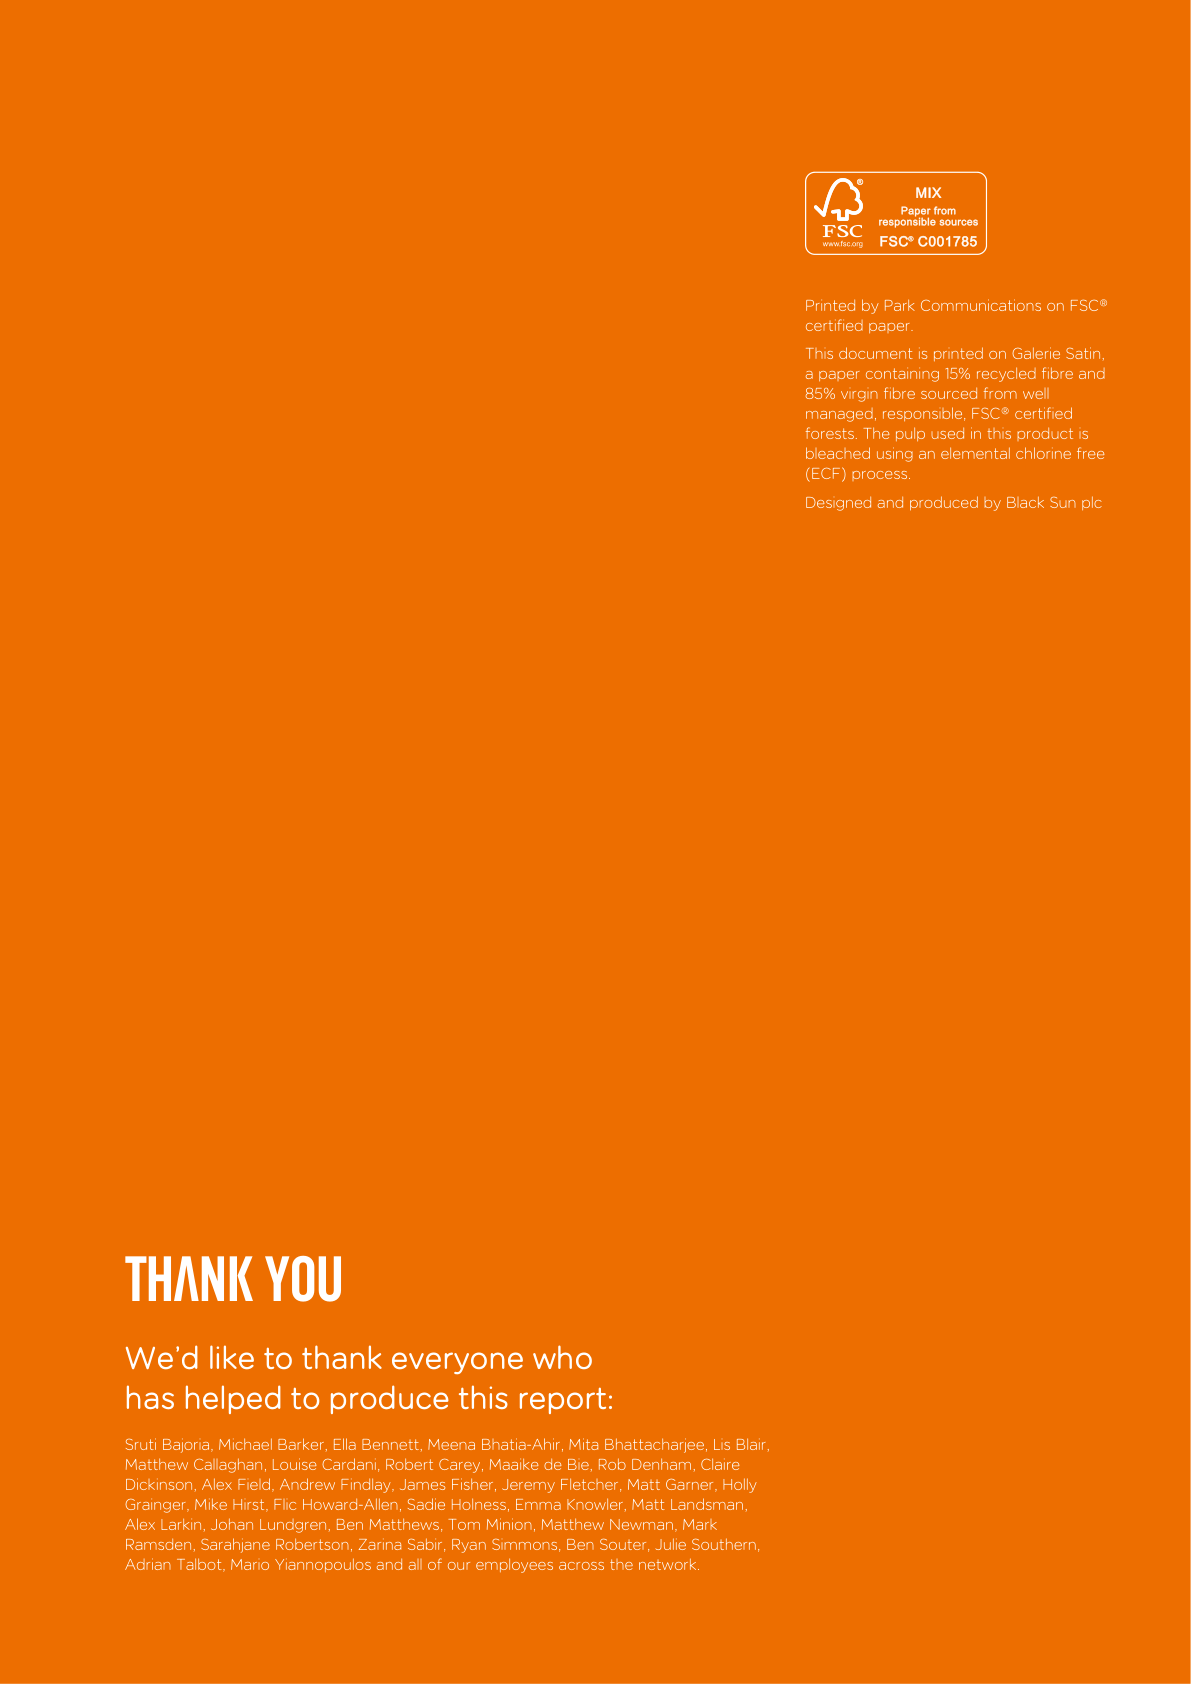 MIX
Paper from
responsible sources
FSC® C001785
®
FSC
www.fsc.org
Printed by Park Communications on FSC®
certified paper.
This document is printed on Galerie Satin,
a paper containing 15% recycled fibre and
85% virgin fibre sourced from well
managed, responsible, FSC® certified
forests. The pulp used in this product is
bleached using an elemental chlorine free
(ECF) process.
Designed and produced by Black Sun plc
THANK YOU
We’d like to thank everyone who
has helped to produce this report:
Sruti Bajoria, Michael Barker, Ella Bennett, Meena Bhatia-Ahir, Mita Bhattacharjee, Lis Blair,
Matthew Callaghan, Louise Cardani, Robert Carey, Maaike de Bie, Rob Denham, Claire
Dickinson, Alex Field, Andrew Findlay, James Fisher, Jeremy Fletcher, Matt Garner, Holly
Grainger, Mike Hirst, Flic Howard-Allen, Sadie Holness, Emma Knowler, Matt Landsman,
Alex Larkin, Johan Lundgren, Ben Matthews, Tom Minion, Matthew Newman, Mark
Ramsden, Sarahjane Robertson, Zarina Sabir, Ryan Simmons, Ben Souter, Julie Southern,
Adrian Talbot, Mario Yiannopoulos and all of our employees across the network.